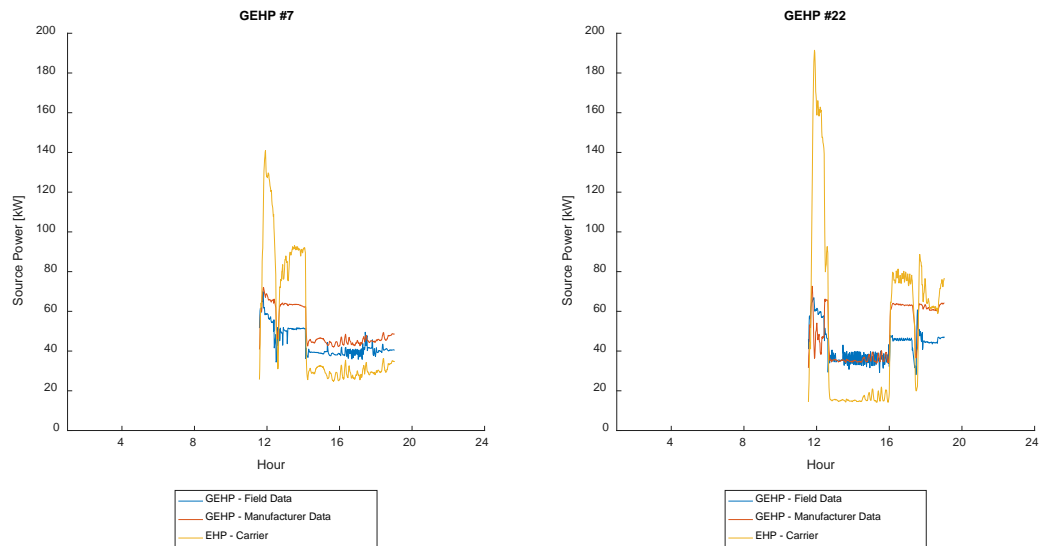 GEHP #7
200
180
160
140
120
100
80
60
40
20
0
Source Power [kW]
4 8 12 16 20 24
Hour
GEHP - Field Data
GEHP - Manufacturer Data
EHP - Carrier
GEHP #22
200
180
160
140
120
100
80
60
40
20
0
Source Power [kW]
4 8 12 16 20 24
Hour
GEHP - Field Data
GEHP - Manufacturer Data
EHP - Carrier